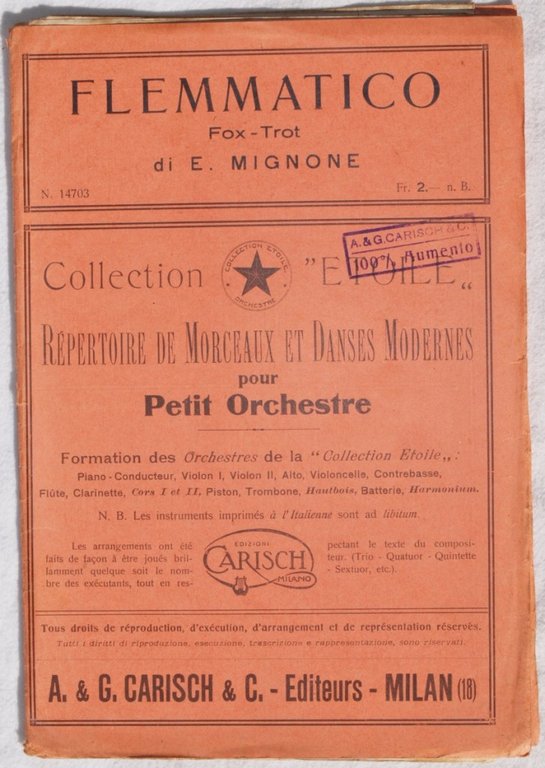 FLEMMATICO
Fox-Trot
di E. MIGNONE
N. 14703
Fr. 2.— n. B.
A. & G. CARISCH & C.
100% Aumento
Collection "ETOILE„
COLLECTION ETOILE
ORCHESTRE
RÉPERTOIRE DE MORCEAUX ET DANSES MODERNES
pour
Petit Orchestre
Formation des Orchestres de la "Collection Etoile„:
Piano-Conducteur, Violon I, Violon II, Alto, Violoncelle, Contrebasse,
Flûte, Clarinette, Cors I et II, Piston, Trombone, Hautbois, Batterie, Harmonium.
N. B. Les instruments imprimés à l'Italienne sont ad libitum.
Les arrangements ont été
faits de façon à être joués bril-
lamment quelque soit le nom-
bre des exécutants, tout en res-
EDIZIONI
CARISCH
MILANO
pectant le texte du composi-
teur. (Trio - Quatuor - Quintette
- Sextuor, etc.).
Tous droits de réproduction, d'exécution, d'arrangement et de représentation réservés.
Tutti i diritti di riproduzione, esecuzione, trascrizione e rappresentazione, sono riservati.
A. & G. CARISCH & C. - Editeurs - MILAN (18)